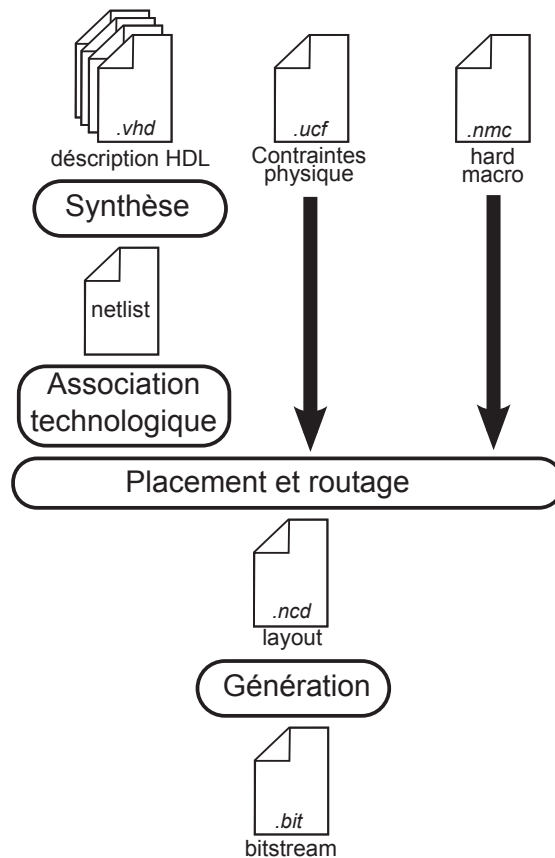 .vhd
déscription HDL
.ucf
Contraintes
physique
.nmc
hard
macro
Synthèse
netlist
Association
technologique
Placement et routage
.ncd
layout
Génération
.bit
bitstream